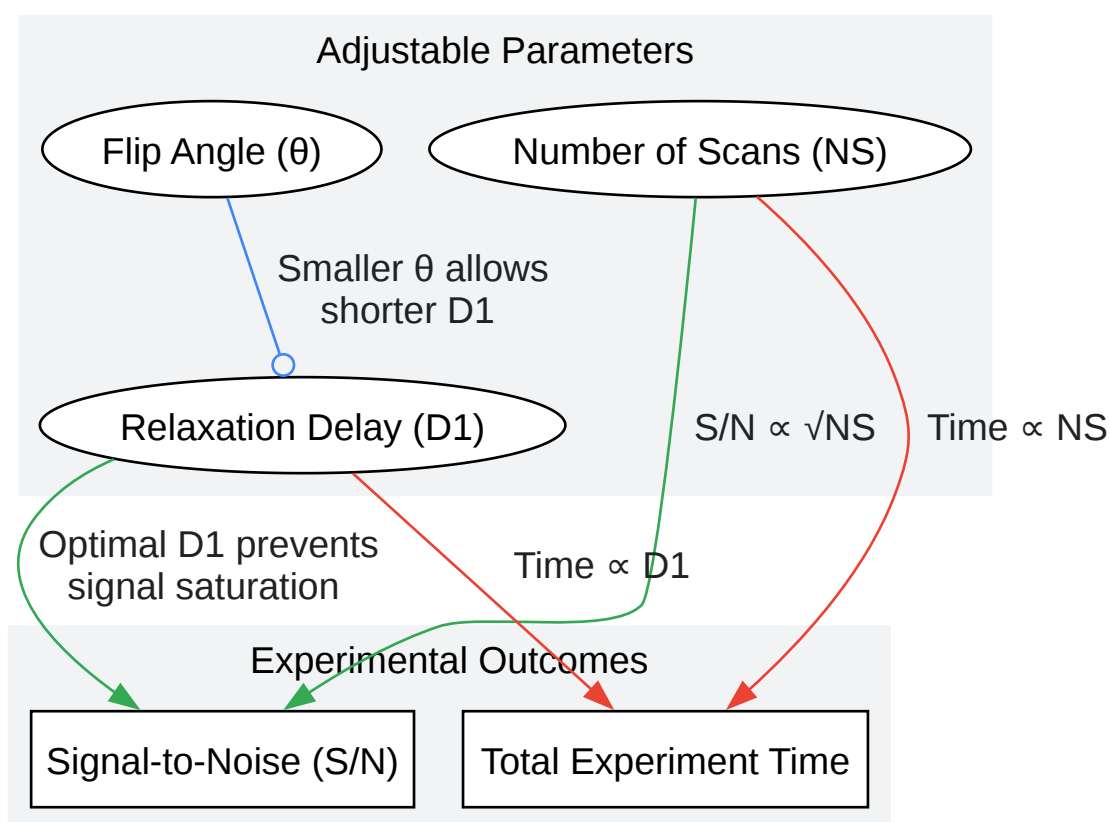 Adjustable Parameters
Flip Angle (θ)
Number of Scans (NS)
Smaller θ allows
shorter D1
Relaxation Delay (D1)
S/N ∝ √NS
Time ∝ NS
Optimal D1 prevents
signal saturation
Time ∝ D1
Experimental Outcomes
Signal-to-Noise (S/N)
Total Experiment Time